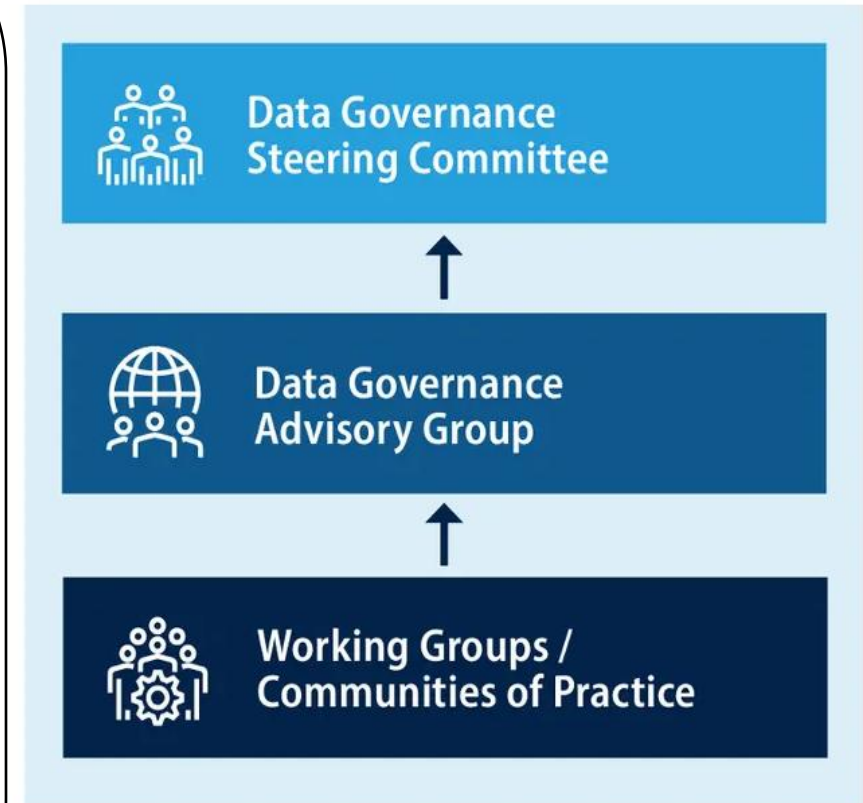 Data Governance
Steering Committee
Data Governance
Advisory Group
Working Groups /
Communities of Practice